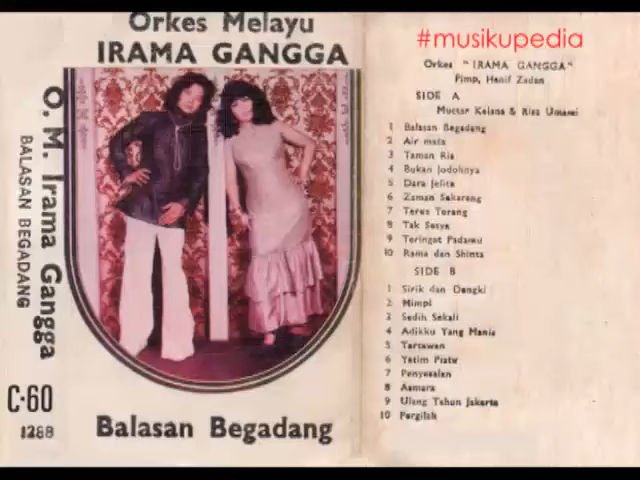 Orkes Melayu
IRAMA GANGGA
O. M. Irama Gangga
BALASAN BEGADANG
C-60
1288
Balasan Begadang
#musikupedia
Orkes "IRAMA GANGGA"
Pimp, Hanif Zadan
SIDE A
Muctar Kelana & Ries Umami
1 Balasan Begadang
2 Air mata
3 Taman Ria
4 Bukan Jodohnya
5 Dara Jelita
6 Zaman Sekarang
7 Terus Terang
8 Tak Setya
9 Teringat Padamu
10 Rama dan Shinta
SIDE B
1 Sirik dan Dengki
2 Mimpi
3 Sedih Sekali
4 Adikku Yang Manis
5 Tertawan
6 Yatim Piatu
7 Penyesalan
8 Asmara
9 Ulang Tahun Jakarta
10 Pergilah